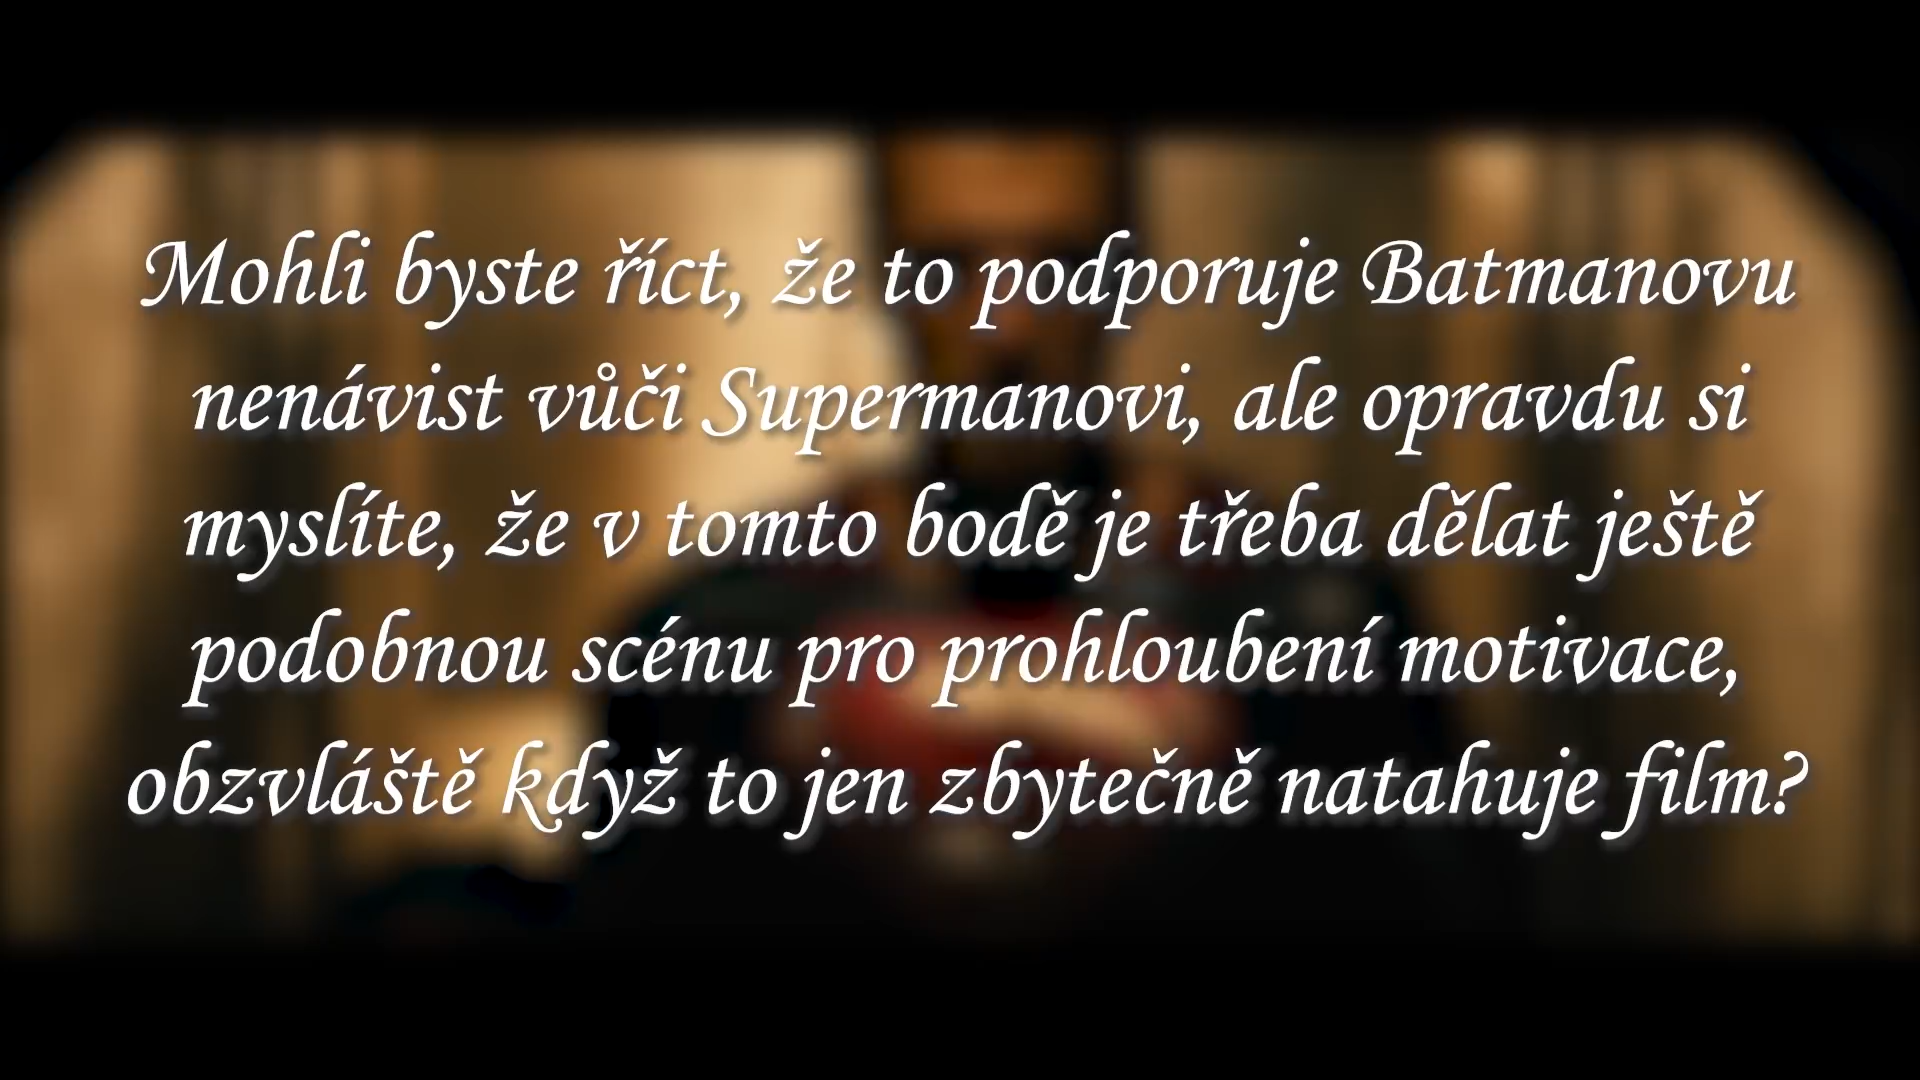 Mohli byste říct, že to podporuje Batmanovu
nenávist vůči Supermanovi, ale opravdu si
myslíte, že v tomto bodě je třeba dělat ještě
podobnou scénu pro prohloubení motivace,
obzvláště když to jen zbytečně natahuje film?